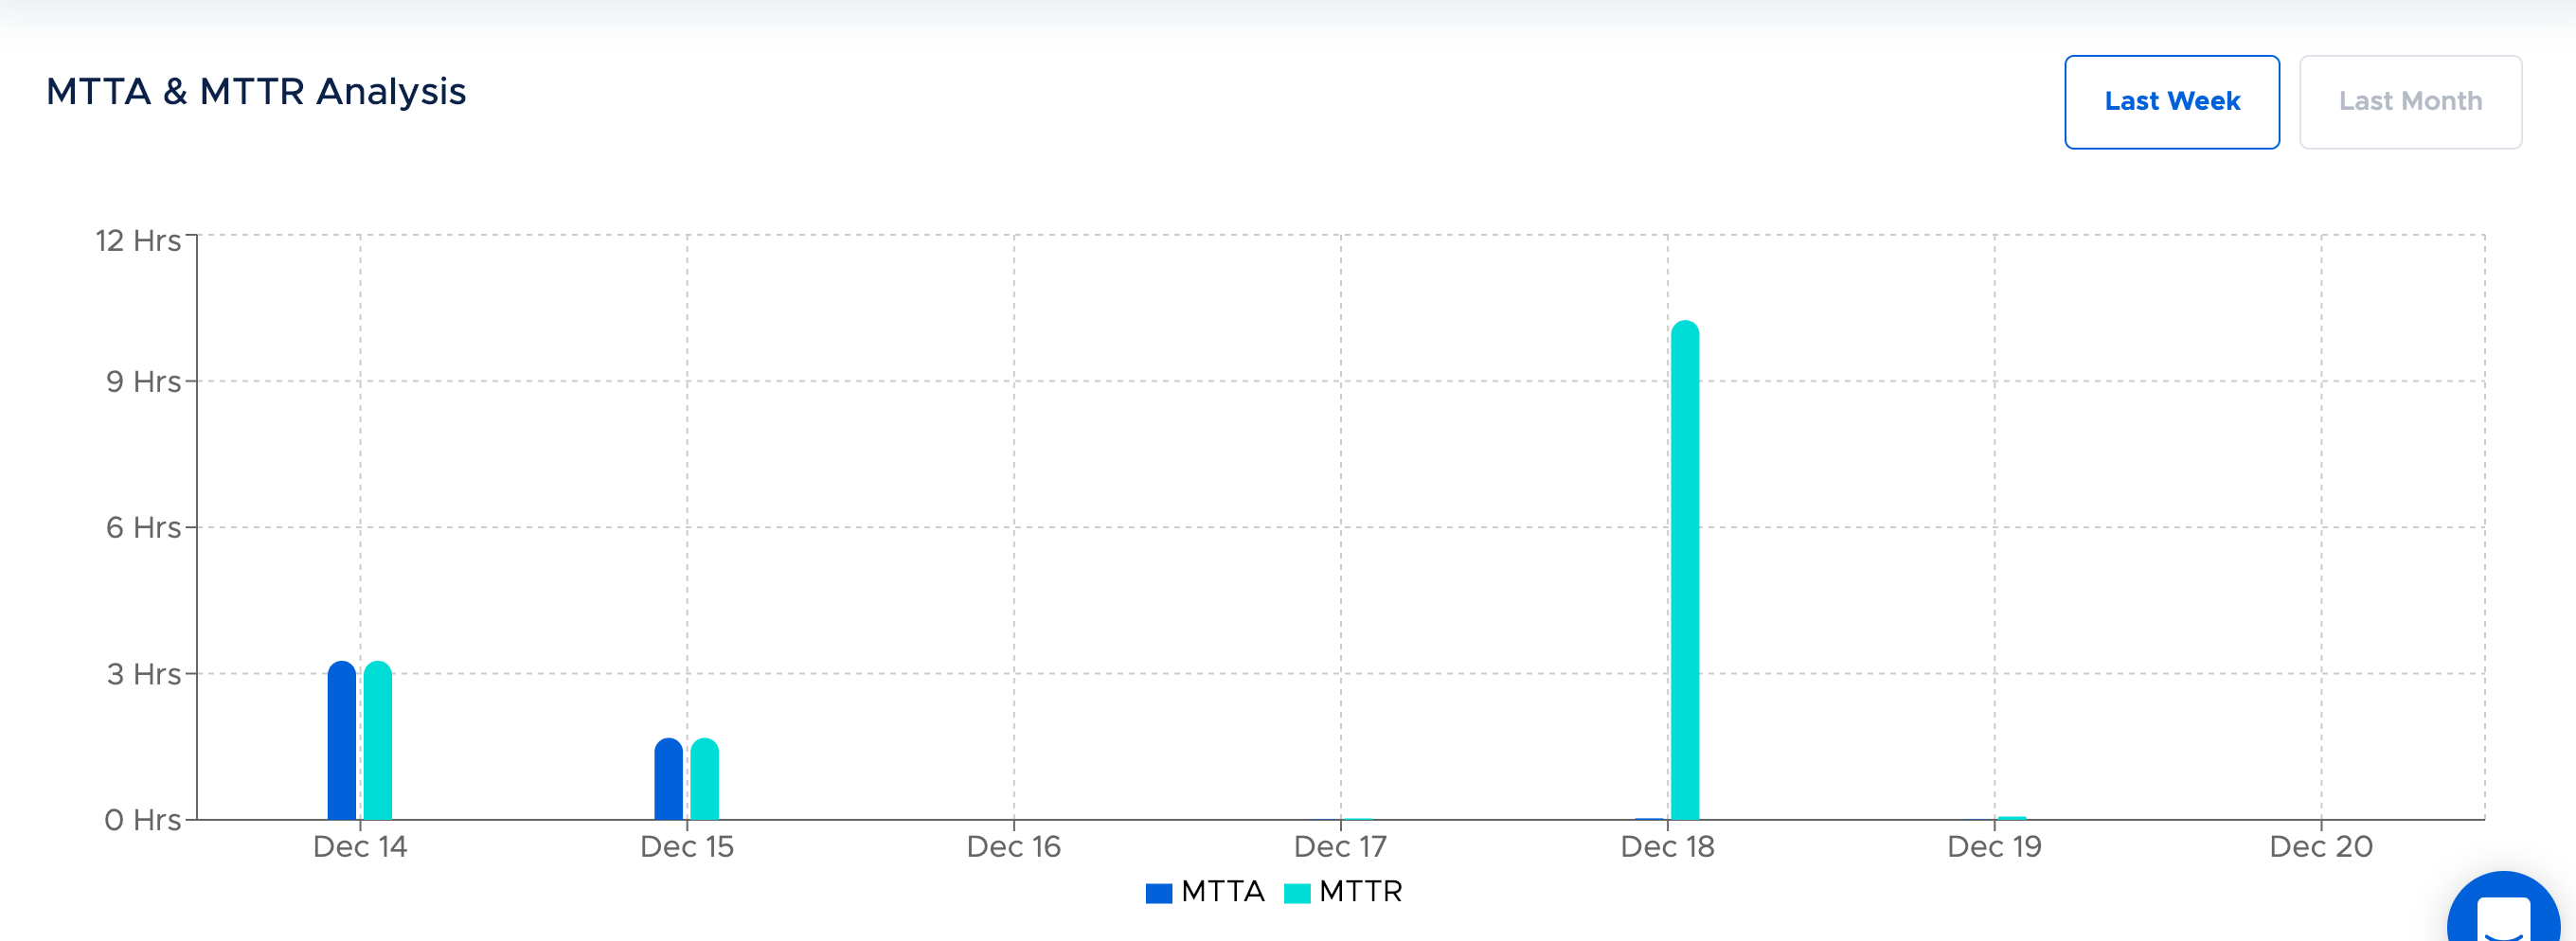 MTTA & MTTR Analysis
Last Week
Last Month
12 Hrs
9 Hrs
6 Hrs
3 Hrs
0 Hrs
Dec 14
Dec 15
Dec 16
Dec 17
Dec 18
Dec 19
Dec 20
MTTA
MTTR